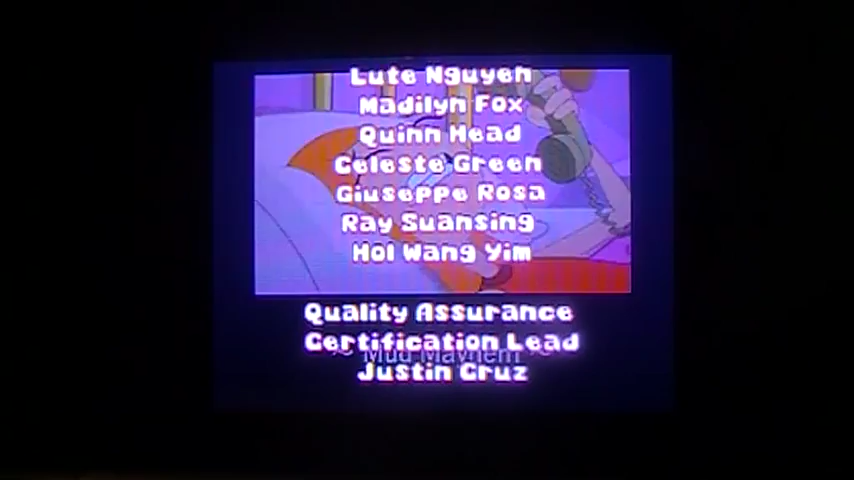 Lute Nguyen
Madilyn Fox
Quinn Head
Celeste Green
Giuseppe Rosa
Ray Suansing
Hoi Wang Yim
Quality Assurance
Certification Lead
~ Mud Mayhem ~
Justin Cruz